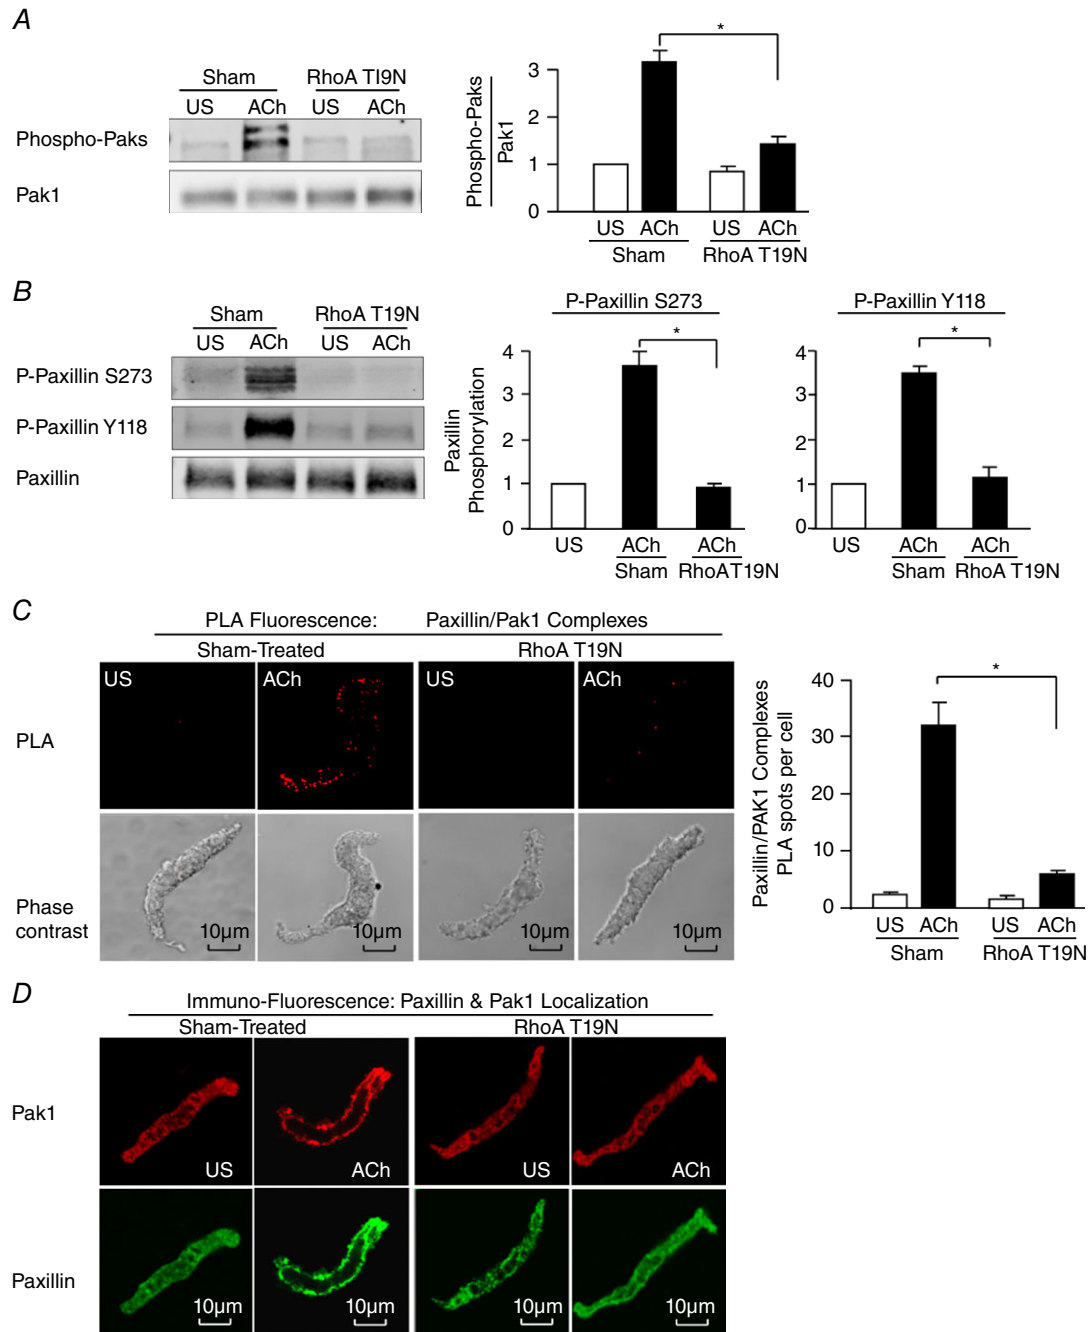 A
Sham RhoA TI9N
US ACh US ACh
Phospho-Paks
Pak1
Phospho-Paks
Pak1
3
2
1
0
*
US ACh US ACh
Sham RhoA T19N
B
Sham RhoA T19N
US ACh US ACh
P-Paxillin S273
P-Paxillin Y118
Paxillin
P-Paxillin S273
Paxillin
Phosphorylation
4
3
2
1
0
*
US ACh ACh
Sham RhoAT19N
P-Paxillin Y118
4
3
2
1
0
*
US ACh ACh
Sham RhoA T19N
C
PLA Fluorescence: Paxillin/Pak1 Complexes
Sham-Treated RhoA T19N
US ACh US ACh
PLA
Phase
contrast
10µm 10µm 10µm 10µm
Paxillin/PAK1 Complexes
PLA spots per cell
40
30
20
10
0
*
US ACh US ACh
Sham RhoA T19N
D
Immuno-Fluorescence: Paxillin & Pak1 Localization
Sham-Treated RhoA T19N
Pak1
US ACh US ACh
Paxillin
10µm 10µm 10µm 10µm